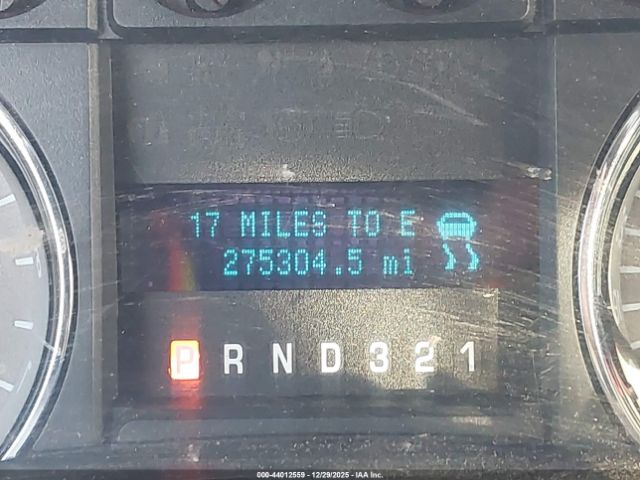 17 MILES TO E
275304.5 mi
P R N D 3 2 1
000-44012559 - 12/29/2025 - IAA Inc.